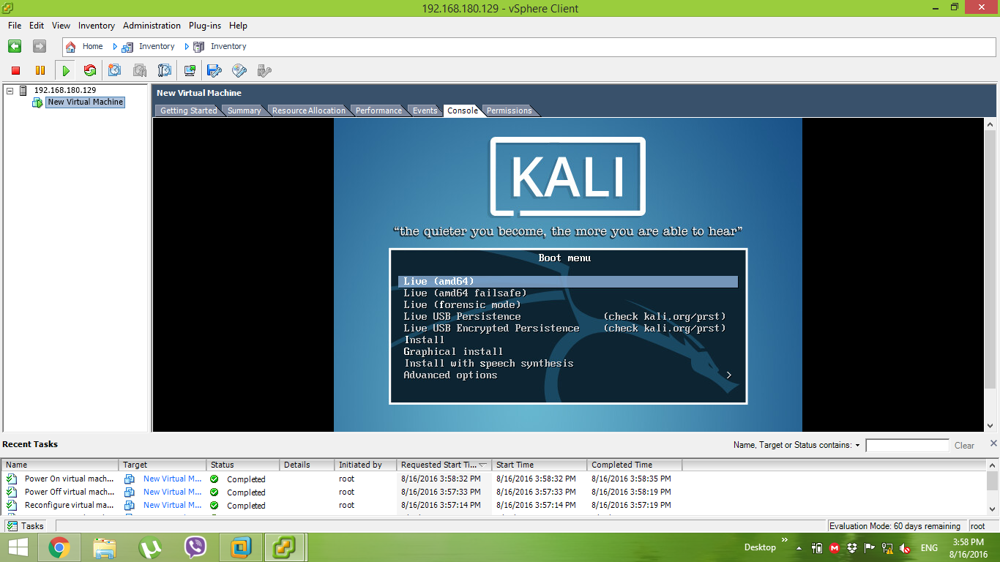 192.168.180.129 - vSphere Client
File Edit View Inventory Administration Plug-ins Help
Home Inventory Inventory
192.168.180.129
New Virtual Machine
New Virtual Machine
Getting Started Summary Resource Allocation Performance Events Console Permissions
KALI
“the quieter you become, the more you are able to hear”
Boot menu
Live (amd64)
Live (amd64 failsafe)
Live (forensic mode)
Live USB Persistence (check kali.org/prst)
Live USB Encrypted Persistence (check kali.org/prst)
Install
Graphical install
Install with speech synthesis
Advanced options >
Recent Tasks
Name, Target or Status contains: Clear
Name Target Status Details Initiated by Requested Start Ti... Start Time Completed Time
Power On virtual mach... New Virtual M... Completed root 8/16/2016 3:58:32 PM 8/16/2016 3:58:32 PM 8/16/2016 3:58:35 PM
Power Off virtual mach... New Virtual M... Completed root 8/16/2016 3:57:33 PM 8/16/2016 3:57:33 PM 8/16/2016 3:58:19 PM
Reconfigure virtual ma... New Virtual M... Completed root 8/16/2016 3:57:14 PM 8/16/2016 3:57:14 PM 8/16/2016 3:57:19 PM
Tasks Evaluation Mode: 60 days remaining root
Desktop » ENG 3:58 PM
8/16/2016